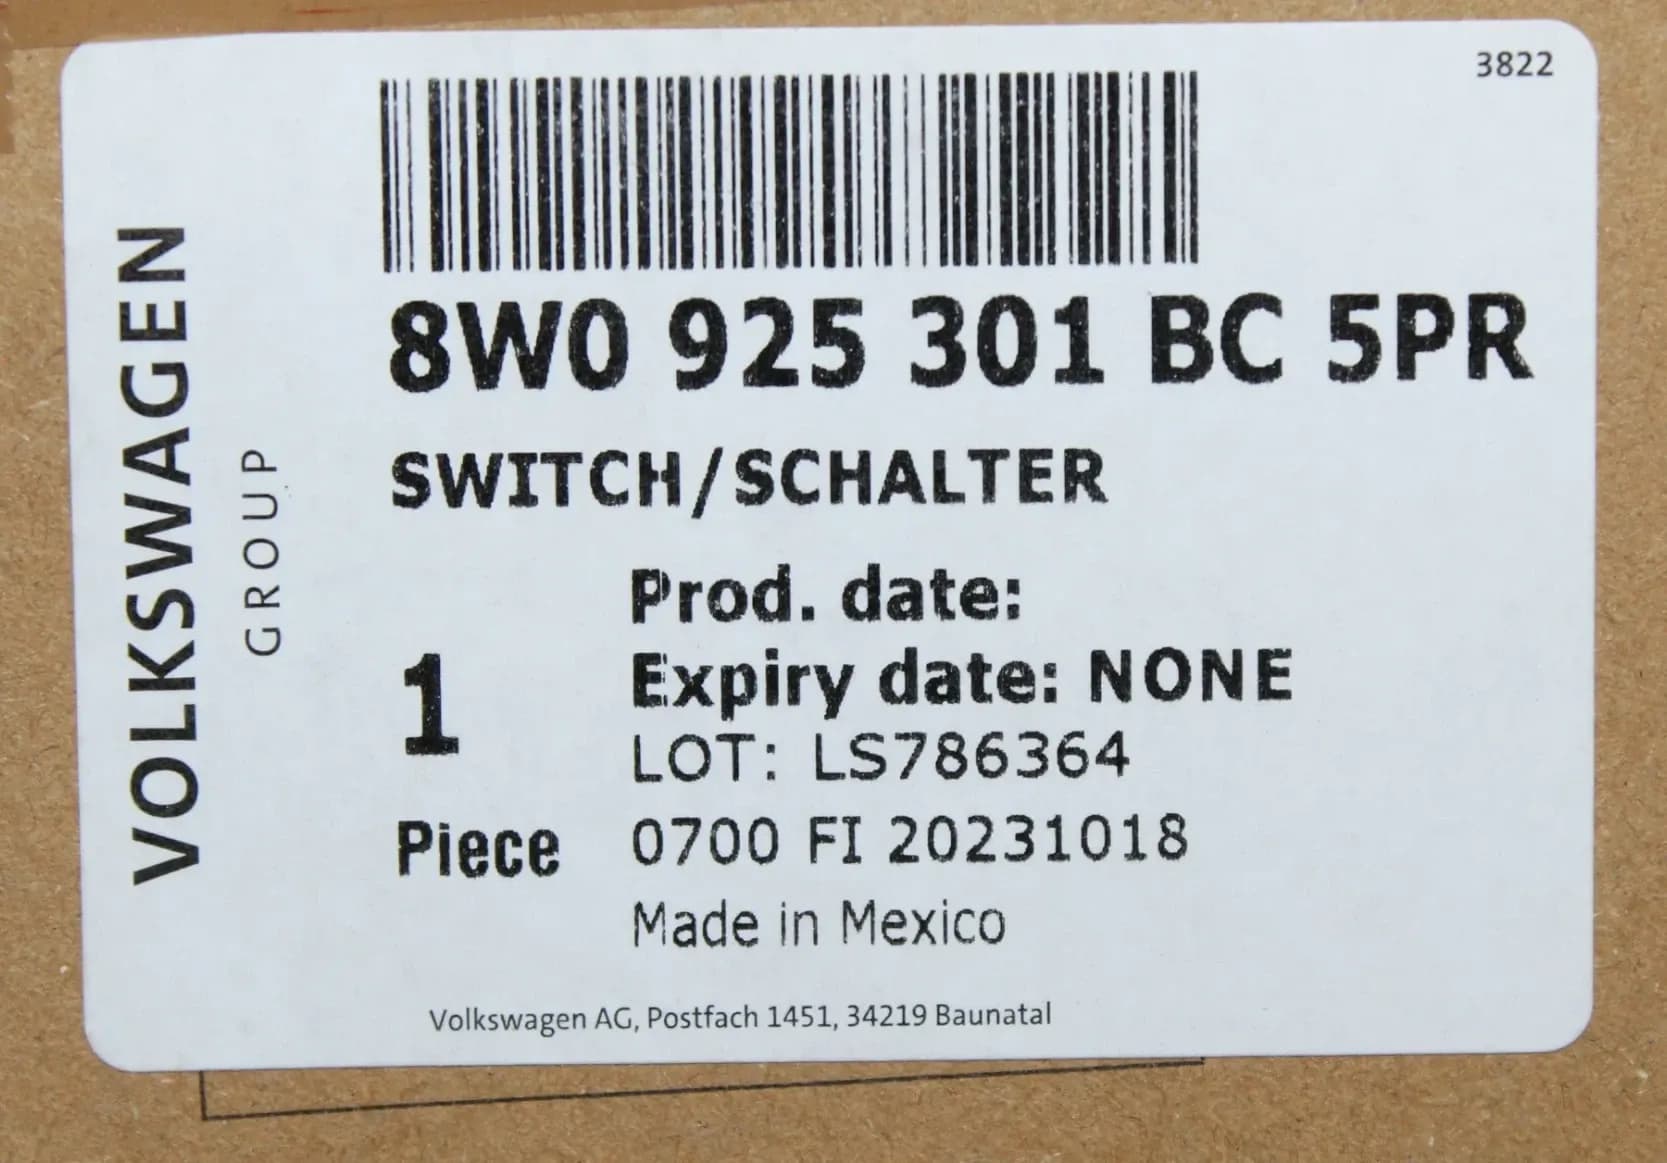 3822
8W0 925 301 BC 5PR
SWITCH/SCHALTER
VOLKSWAGEN
GROUP
1
Piece
Prod. date:
Expiry date: NONE
LOT: LS786364
0700 FI 20231018
Made in Mexico
Volkswagen AG, Postfach 1451, 34219 Baunatal